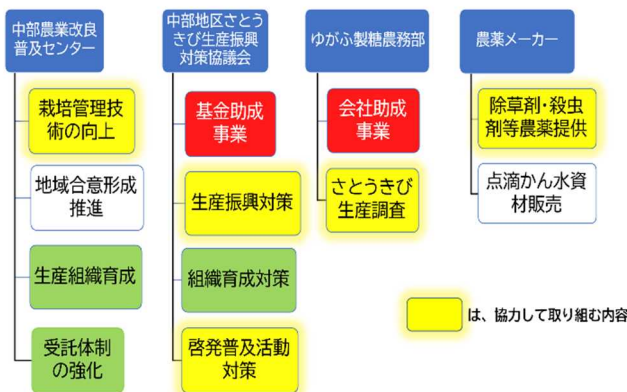 中部農業改良
普及センター
栽培管理技
術の向上
地域合意形成
推進
生産組織育成
受託体制
の強化
中部地区さとう
きび生産振興
対策協議会
基金助成
事業
生産振興対策
組織育成対策
啓発普及活動
対策
ゆがふ製糖農務部
会社助成
事業
さとうきび
生産調査
農薬メーカー
除草剤・殺虫
剤等農薬提供
点滴かん水資
材販売
は、協力して取り組む内容